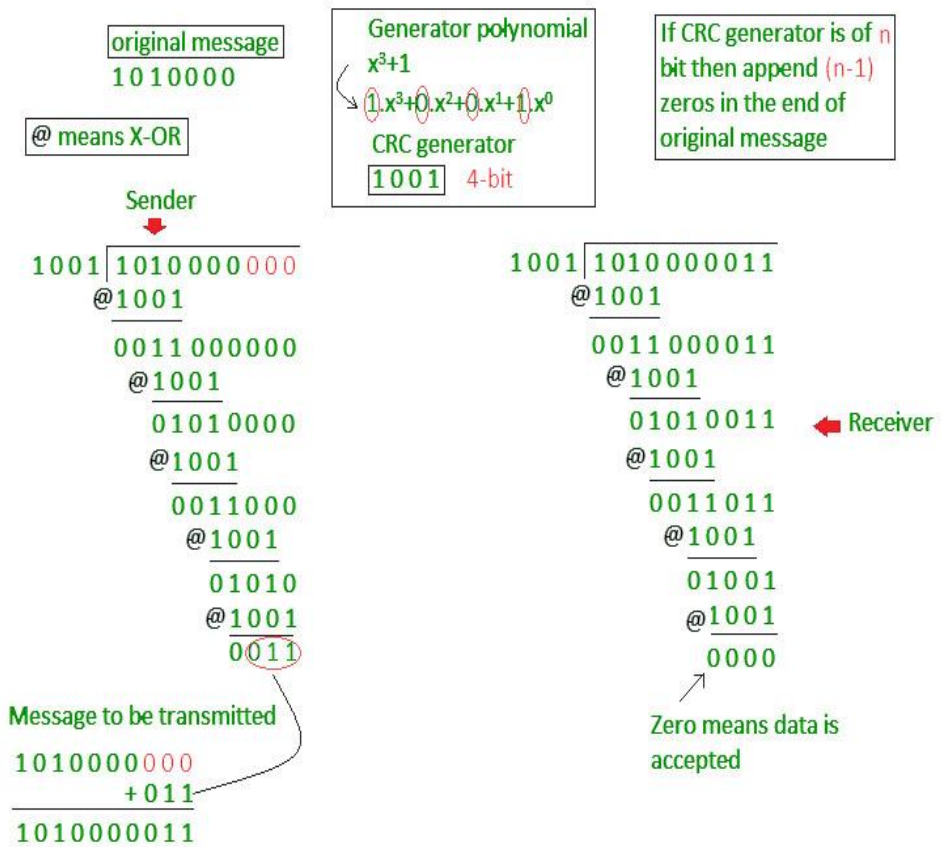 original message
1010000
@ means X-OR
Generator polynomial
x³+1
1.x³+0.x²+0.x¹+1.x⁰
CRC generator
1001 4-bit
If CRC generator is of n
bit then append (n-1)
zeros in the end of
original message
Sender
1001 1010000000
@1001
0011000000
@1001
01010000
@1001
0011000
@1001
01010
@1001
0011
Message to be transmitted
1010000000
+011
1010000011
1001 1010000011
@1001
0011000011
@1001
01010011
Receiver
@1001
0011011
@1001
01001
@1001
0000
Zero means data is
accepted